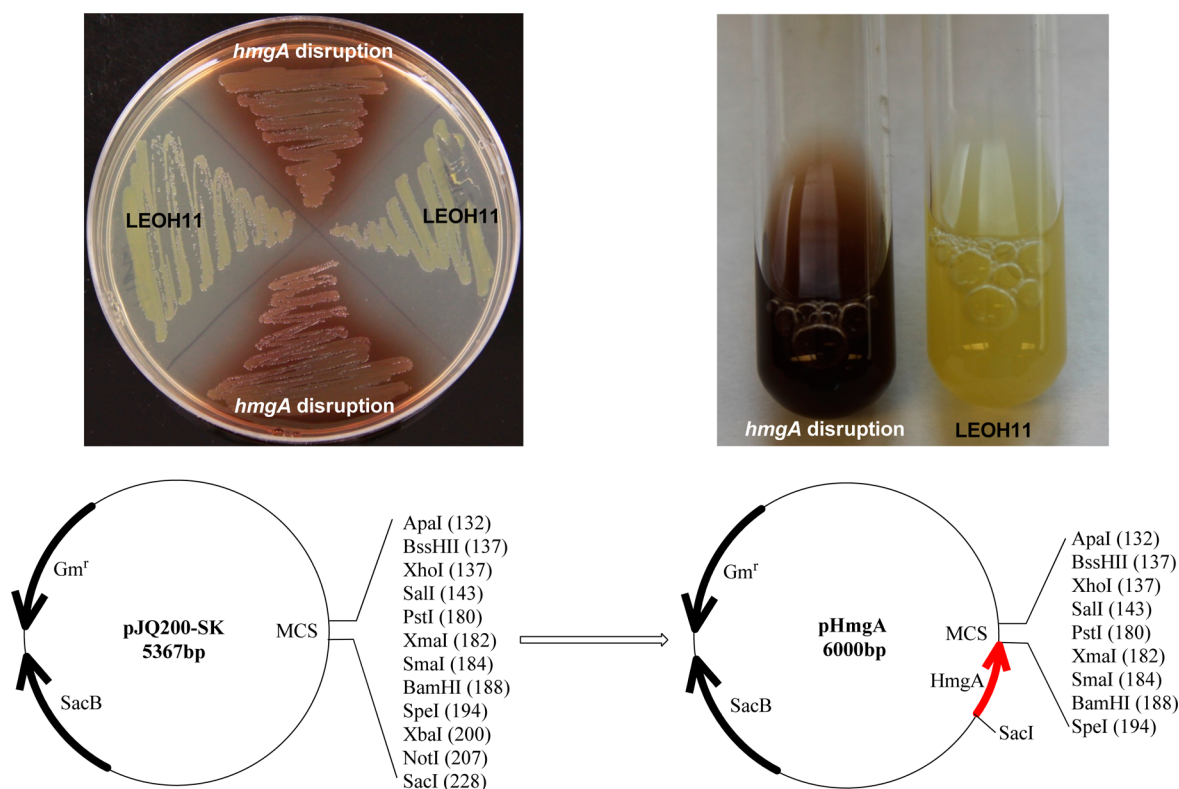 hmgA disruption
LEOH11
LEOH11
hmgA disruption
hmgA disruption
LEOH11
Gmr
SacB
pJQ200-SK
5367bp
MCS
ApaI (132)
BssHII (137)
XhoI (137)
SalI (143)
PstI (180)
XmaI (182)
SmaI (184)
BamHI (188)
SpeI (194)
XbaI (200)
NotI (207)
SacI (228)
Gmr
SacB
pHmgA
6000bp
MCS
HmgA
SacI
ApaI (132)
BssHII (137)
XhoI (137)
SalI (143)
PstI (180)
XmaI (182)
SmaI (184)
BamHI (188)
SpeI (194)